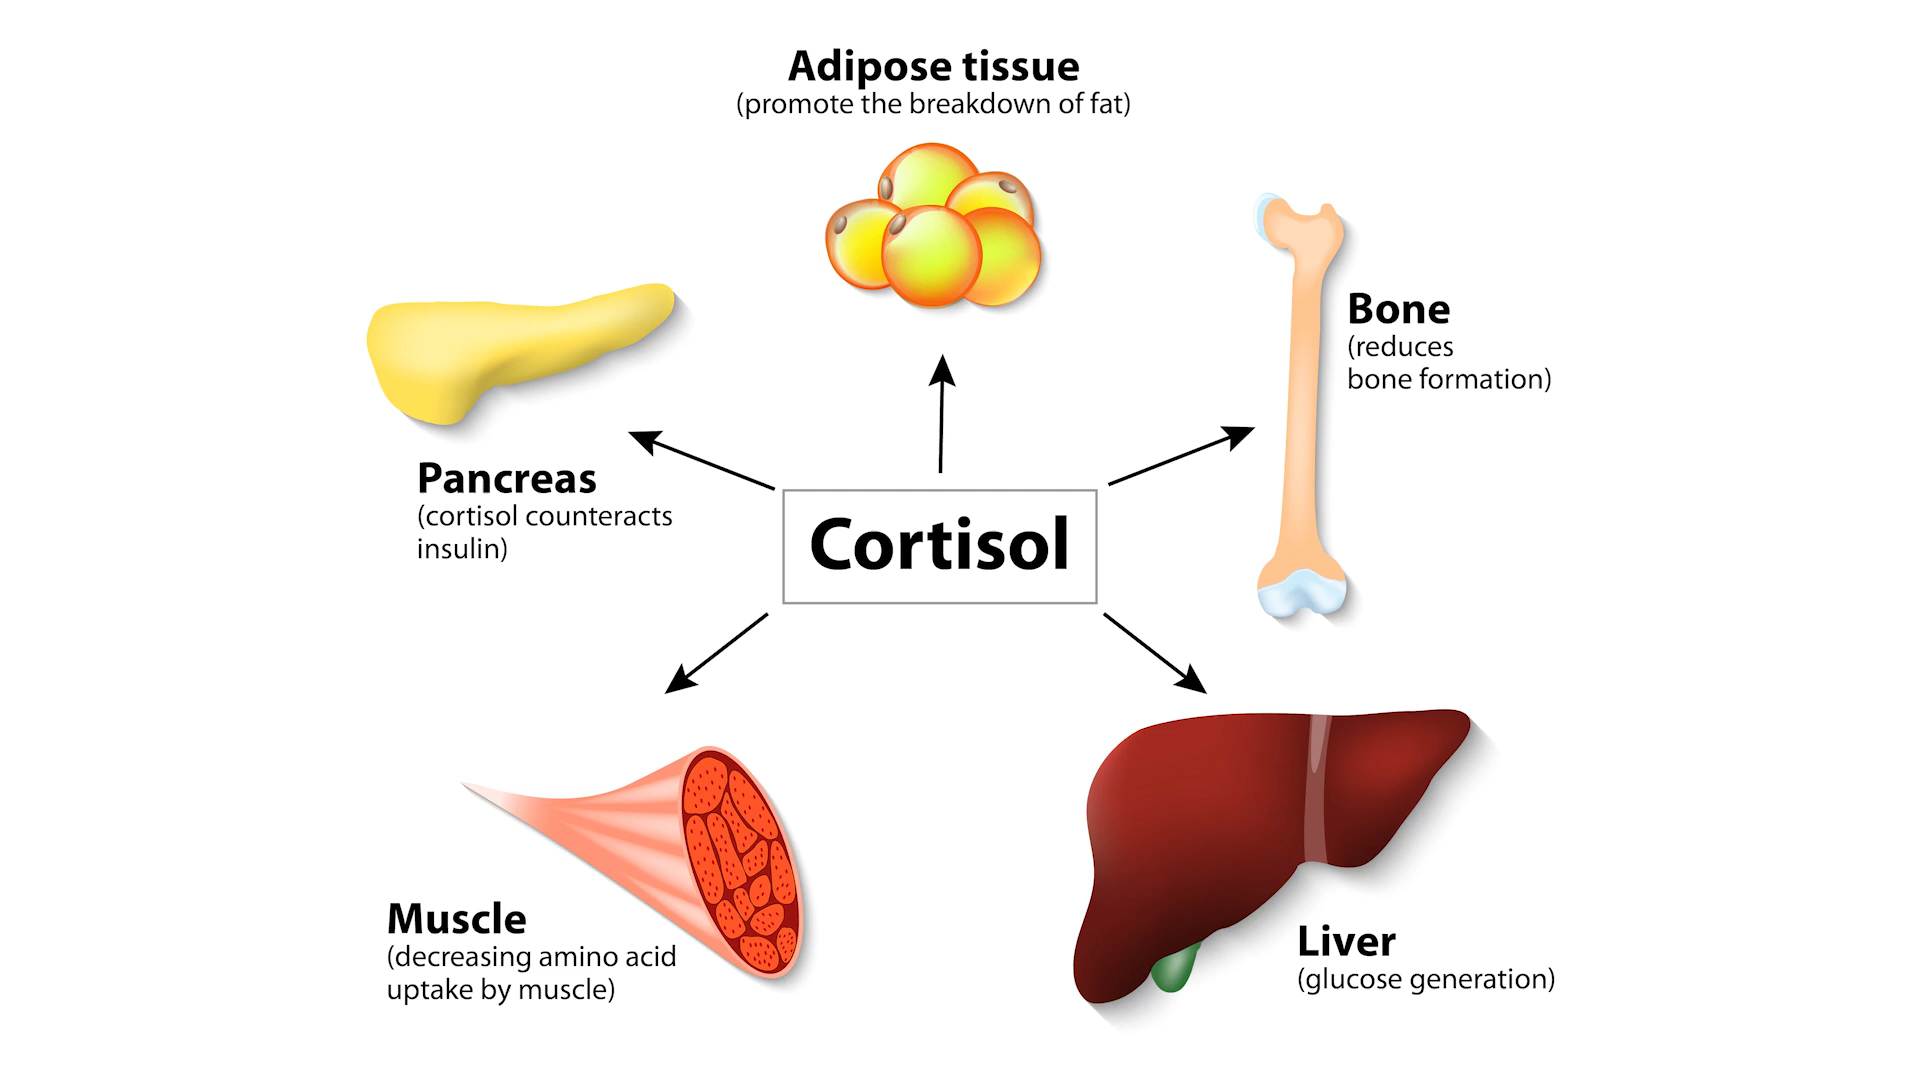 Adipose tissue
(promote the breakdown of fat)
Bone
(reduces
bone formation)
Pancreas
(cortisol counteracts
insulin)
Cortisol
Muscle
(decreasing amino acid
uptake by muscle)
Liver
(glucose generation)